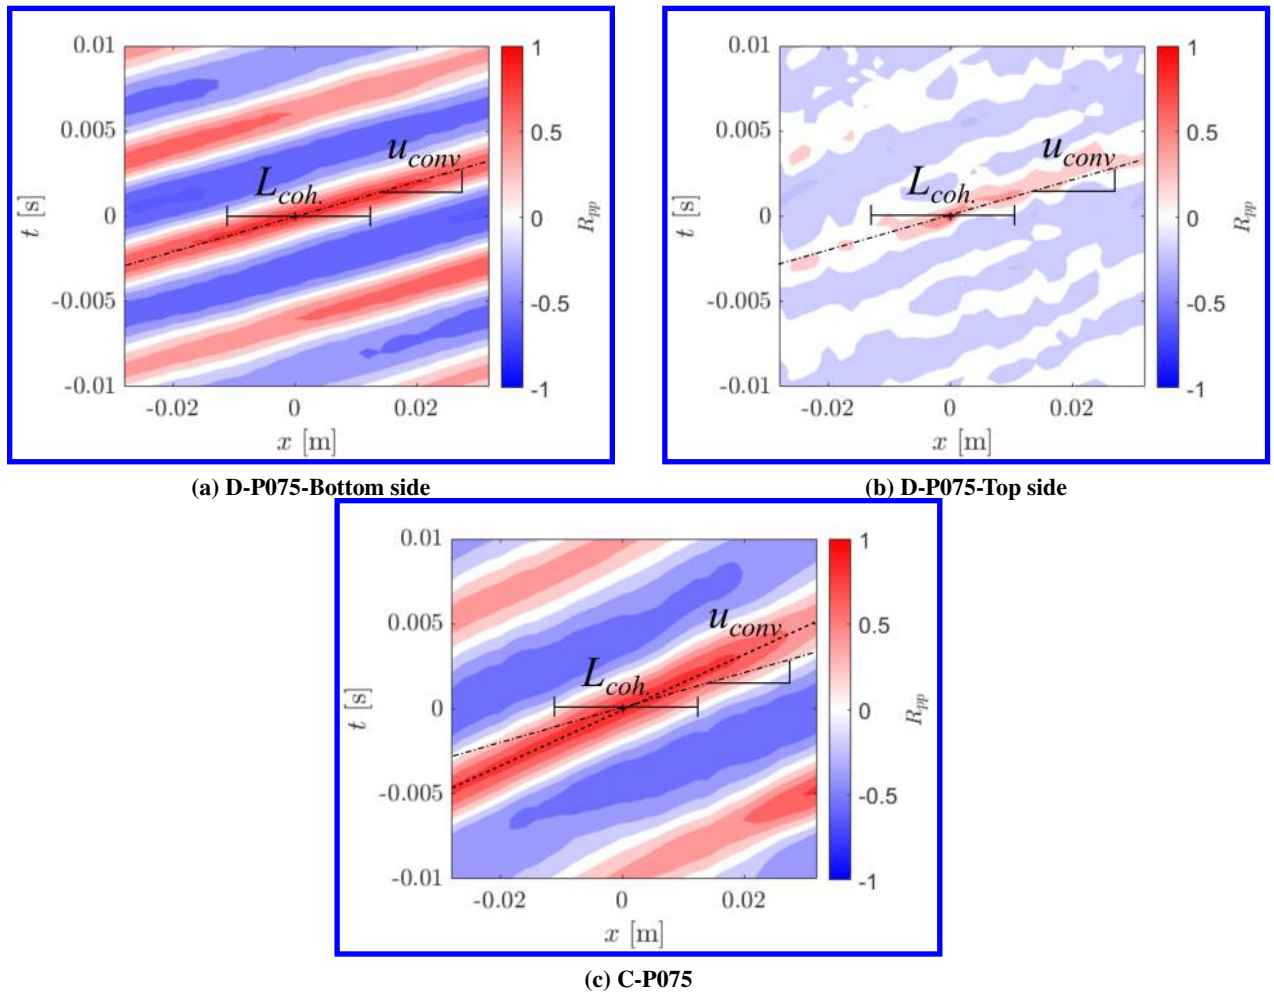 0.01
0.005
0
-0.005
-0.01
t [s]
-0.02
0
0.02
x [m]
L_coh.
u_conv
1
0.5
0
-0.5
-1
R_pp
(a) D-P075-Bottom side
0.01
0.005
0
-0.005
-0.01
t [s]
-0.02
0
0.02
x [m]
L_coh.
u_conv
1
0.5
0
-0.5
-1
R_pp
(b) D-P075-Top side
0.01
0.005
0
-0.005
-0.01
t [s]
-0.02
0
0.02
x [m]
L_coh.
u_conv
1
0.5
0
-0.5
-1
R_pp
(c) C-P075